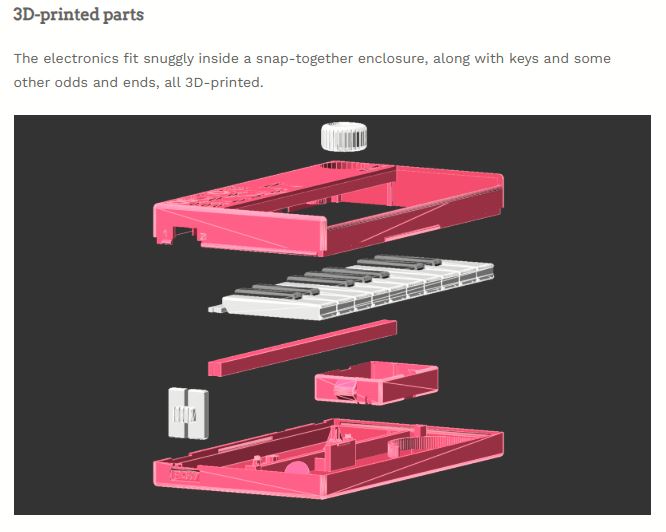 3D-printed parts
The electronics fit snuggly inside a snap-together enclosure, along with keys and some
other odds and ends, all 3D-printed.